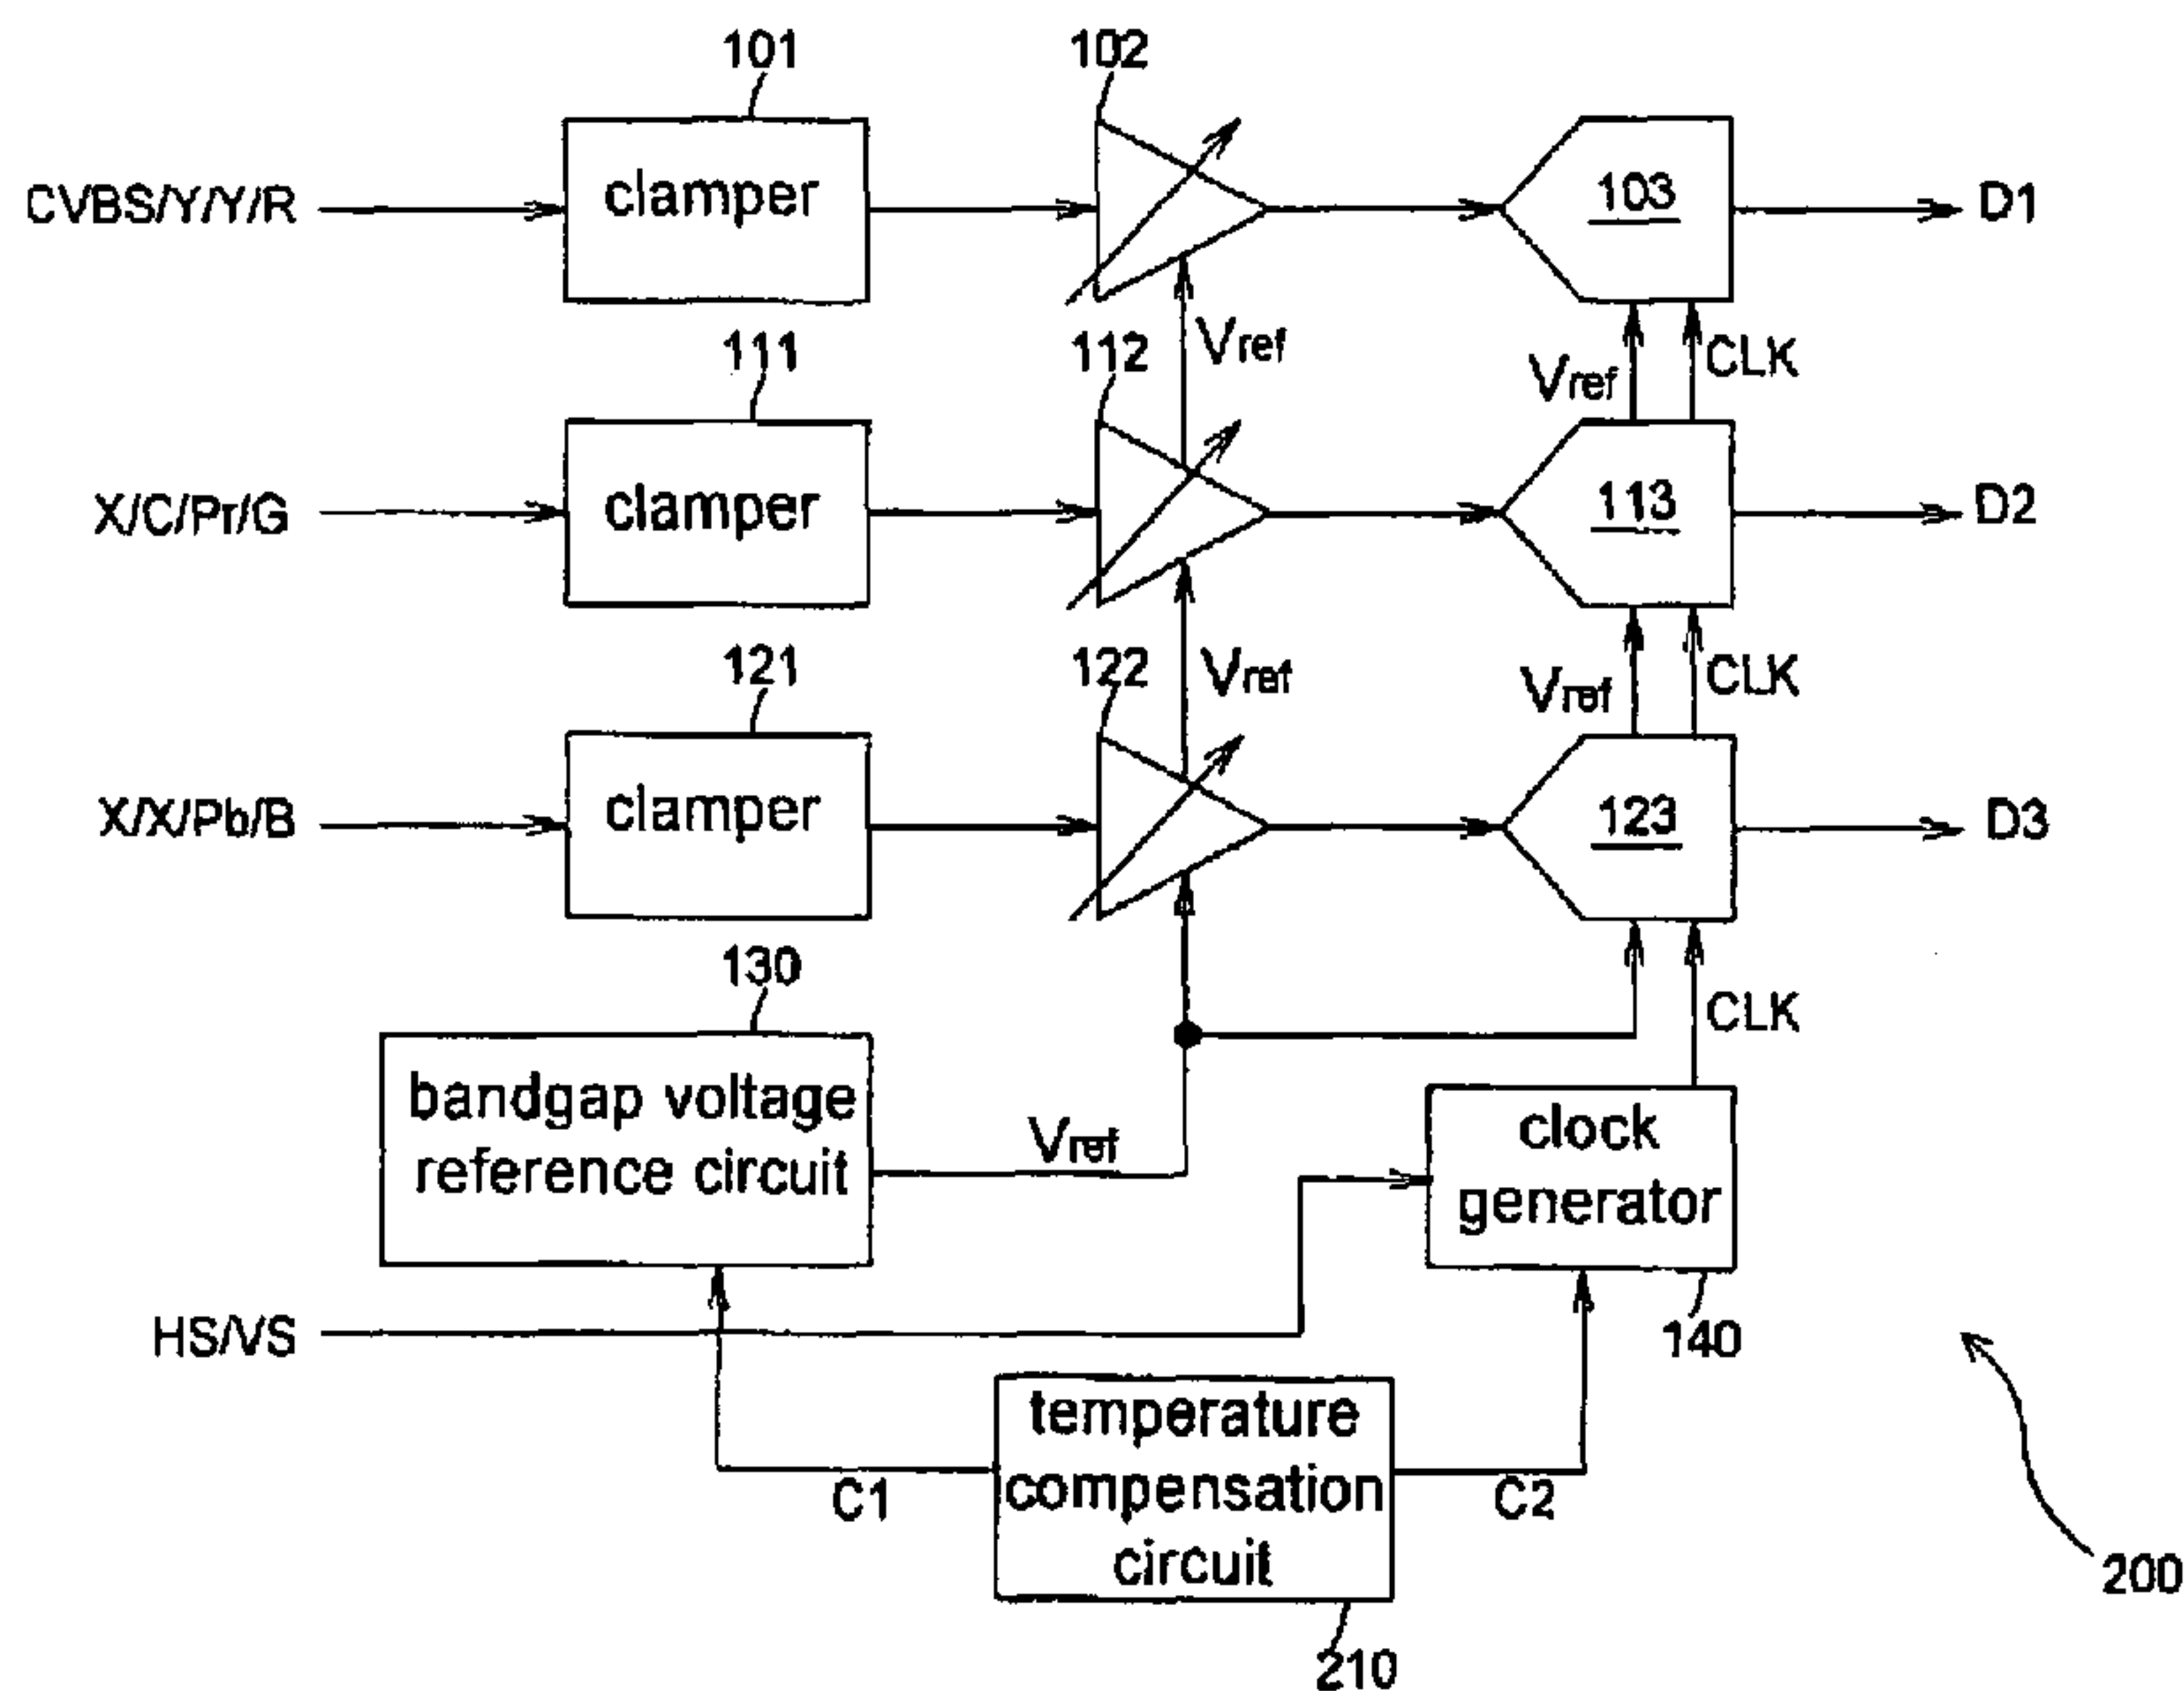 101
102
CVBS/Y/Y/R
clamper
103
D1
111
112
Vref
Vref
CLK
X/C/Pr/G
clamper
113
D2
121
122
Vref
Vref
CLK
X/X/Pb/B
clamper
123
D3
130
CLK
bandgap voltage
reference circuit
Vref
clock
generator
HS/VS
140
temperature
compensation
circuit
C1
C2
200
210